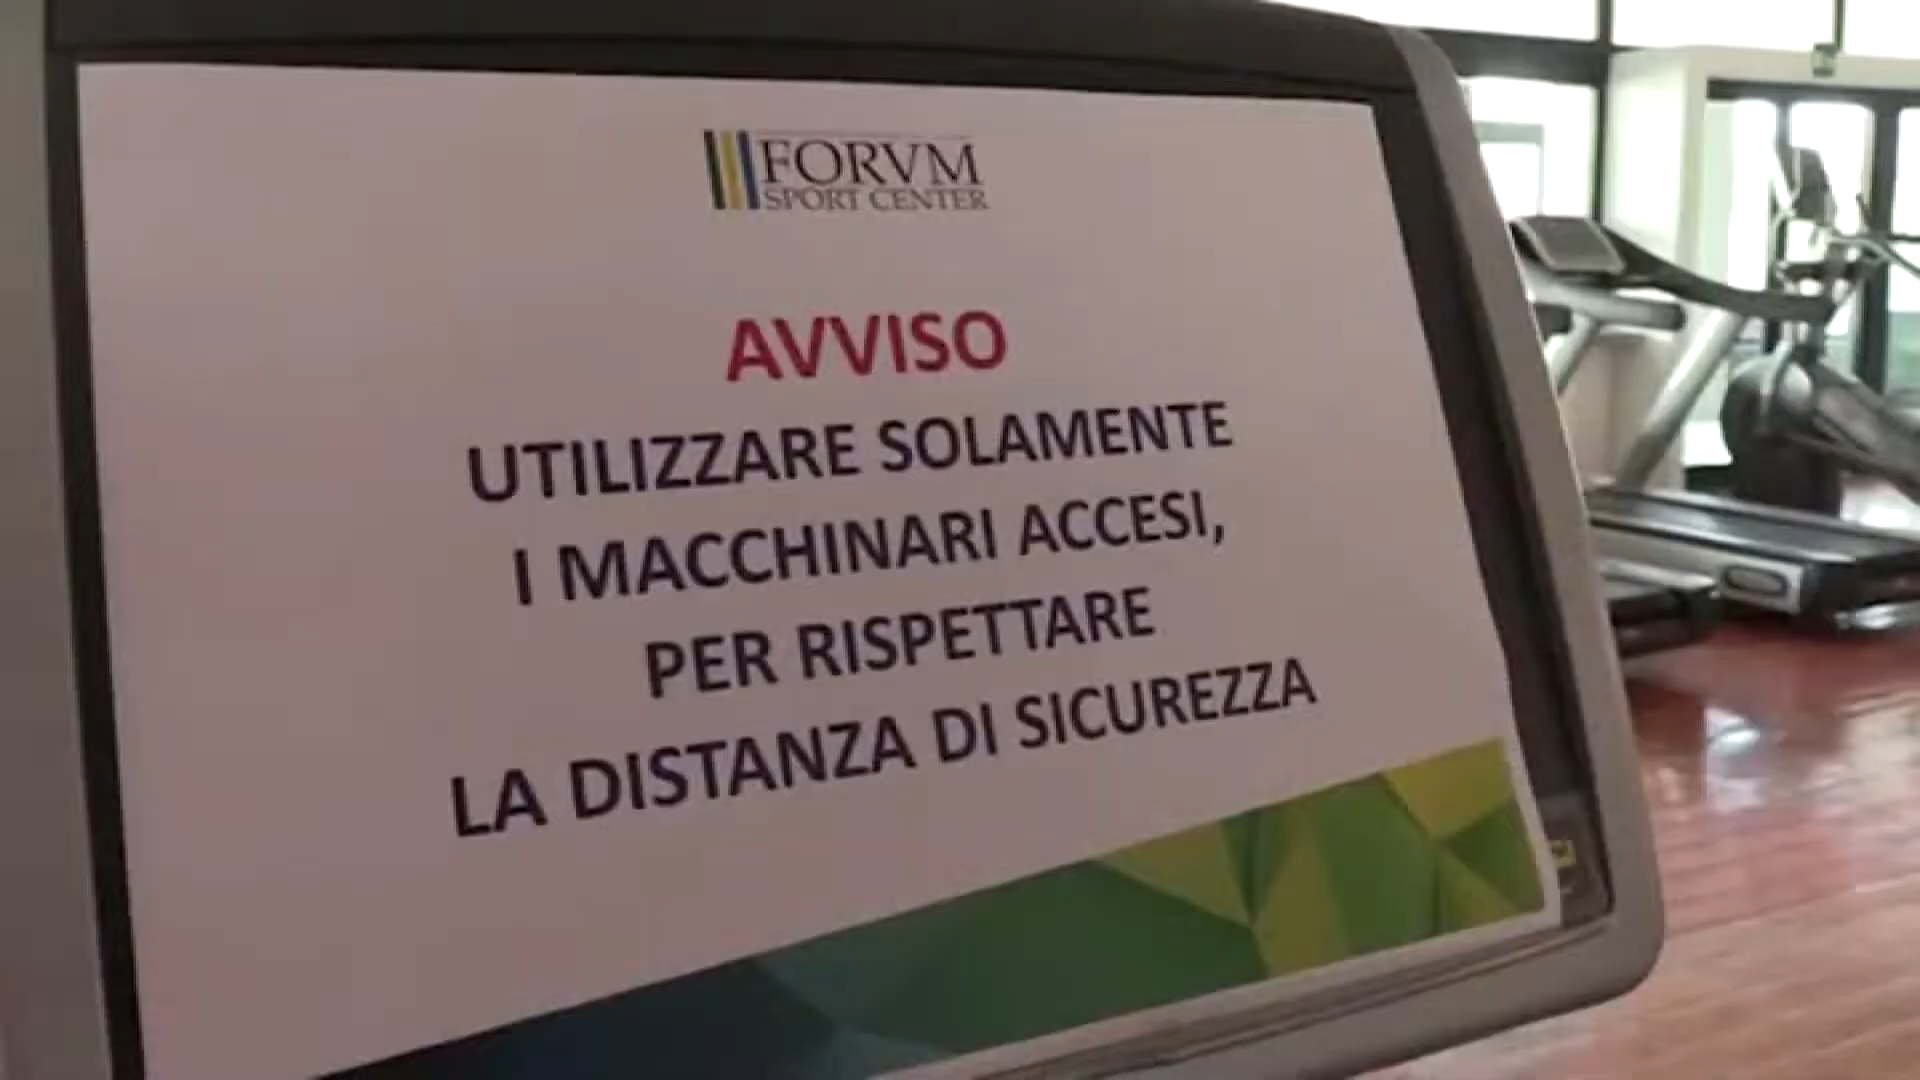 FORVM
SPORT CENTER
AVVISO
UTILIZZARE SOLAMENTE
I MACCHINARI ACCESI,
PER RISPETTARE
LA DISTANZA DI SICUREZZA